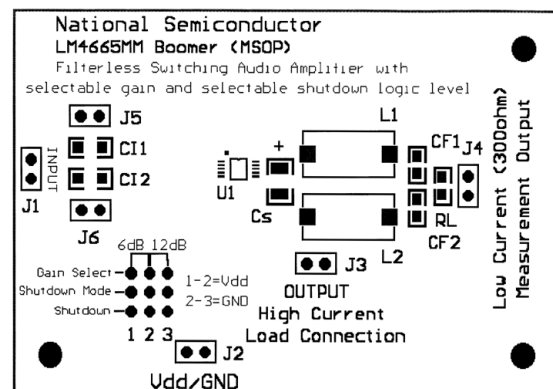 National Semiconductor
LM4665MM Boomer (MSOP)
Filterless Switching Audio Amplifier with
selectable gain and selectable shutdown logic level
J5
L1
CF1
J4
INPUT
CI1
CI2
J1
+
U1
Cs
RL
CF2
L2
J6
J3
OUTPUT
High Current
Load Connection
6dB 12dB
Gain Select
Shutdown Mode
Shutdown
1-2=Vdd
2-3=GND
1 2 3
J2
Vdd/GND
Low Current (300ohm)
Measurement Output